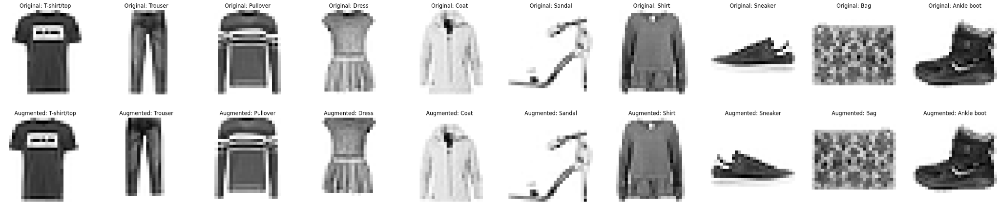 Original: T-shirt/top
Original: Trouser
Original: Pullover
Original: Dress
Original: Coat
Original: Sandal
Original: Shirt
Original: Sneaker
Original: Bag
Original: Ankle boot
Augmented: T-shirt/top
Augmented: Trouser
Augmented: Pullover
Augmented: Dress
Augmented: Coat
Augmented: Sandal
Augmented: Shirt
Augmented: Sneaker
Augmented: Bag
Augmented: Ankle boot